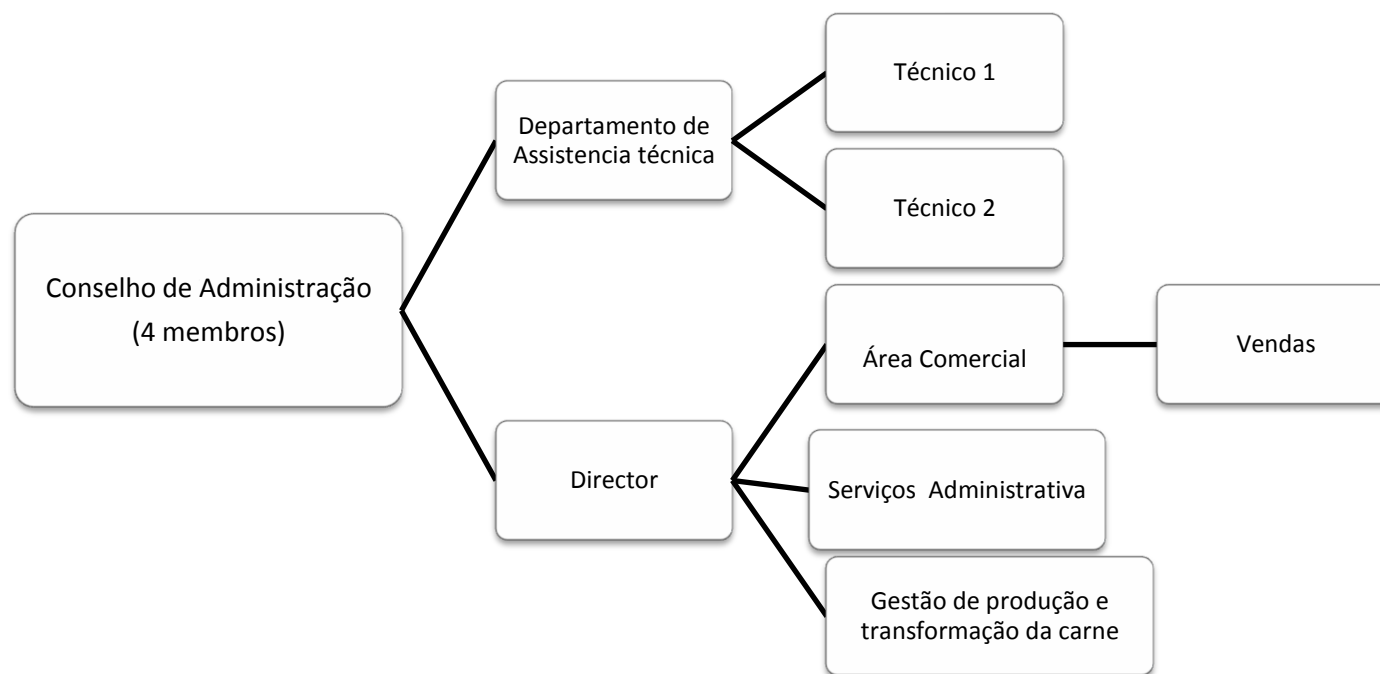 Conselho de Administração
(4 membros)
Departamento de
Assistencia técnica
Técnico 1
Técnico 2
Director
Área Comercial
Vendas
Serviços Administrativa
Gestão de produção e
transformação da carne